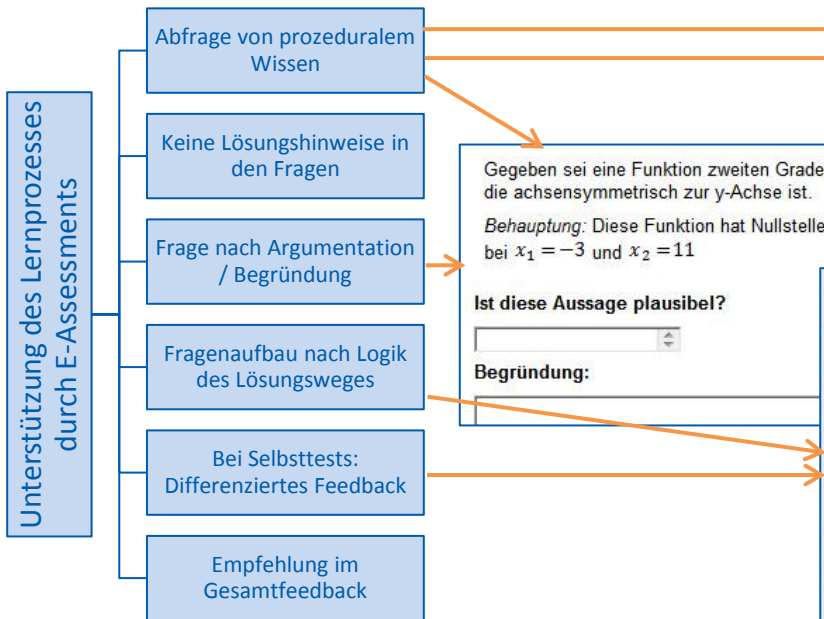 Unterstützung des Lernprozesses
durch E-Assessments
Abfrage von prozeduralem
Wissen
Keine Lösungshinweise in
den Fragen
Frage nach Argumentation
/ Begründung
Fragenaufbau nach Logik
des Lösungsweges
Bei Selbsttests:
Differenziertes Feedback
Empfehlung im
Gesamtfeedback
Gegeben sei eine Funktion zweiten Grade
die achsensymmetrisch zur y-Achse ist.
Behauptung: Diese Funktion hat Nullstelle
bei x₁ = −3 und x₂ = 11
Ist diese Aussage plausibel?
Begründung: